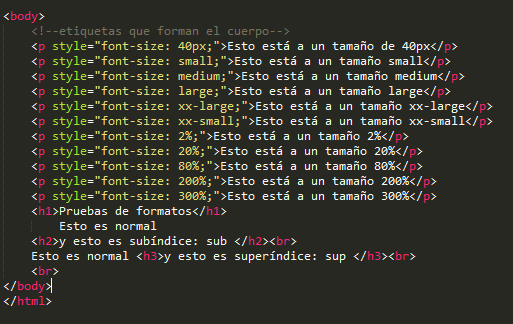 <body>
<!--etiquetas que forman el cuerpo-->
<p style="font-size: 40px;">Esto está a un tamaño de 40px</p>
<p style="font-size: small;">Esto está a un tamaño small</p>
<p style="font-size: medium;">Esto está a un tamaño medium</p>
<p style="font-size: large;">Esto está a un tamaño large</p>
<p style="font-size: xx-large;">Esto está a un tamaño xx-large</p>
<p style="font-size: xx-small;">Esto está a un tamaño xx-small</p>
<p style="font-size: 2%;">Esto está a un tamaño 2%</p>
<p style="font-size: 20%;">Esto está a un tamaño 20%</p>
<p style="font-size: 80%;">Esto está a un tamaño 80%</p>
<p style="font-size: 200%;">Esto está a un tamaño 200%</p>
<p style="font-size: 300%;">Esto está a un tamaño 300%</p>
<h1>Pruebas de formatos</h1>
Esto es normal
<h2>y esto es subíndice: sub </h2><br>
Esto es normal <h3>y esto es superíndice: sup </h3><br>
<br>
</body>
</html>